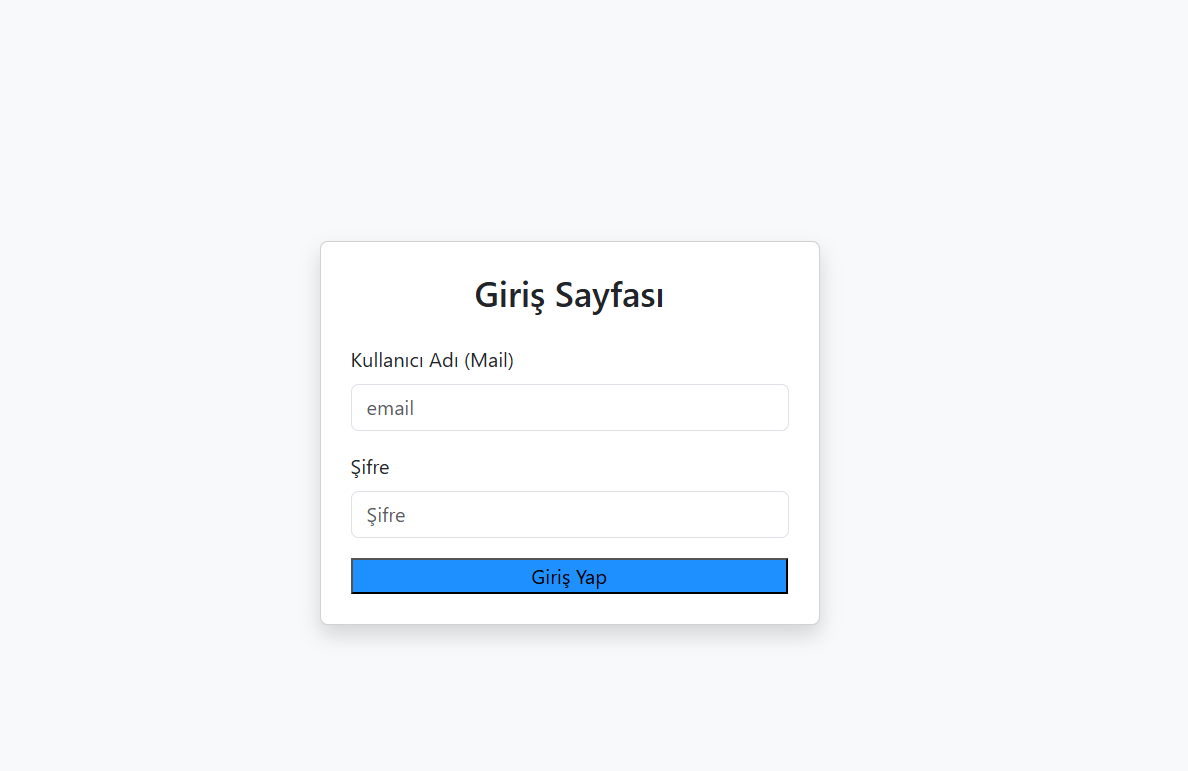 Giriş Sayfası
Kullanıcı Adı (Mail)
email
Şifre
Şifre
Giriş Yap